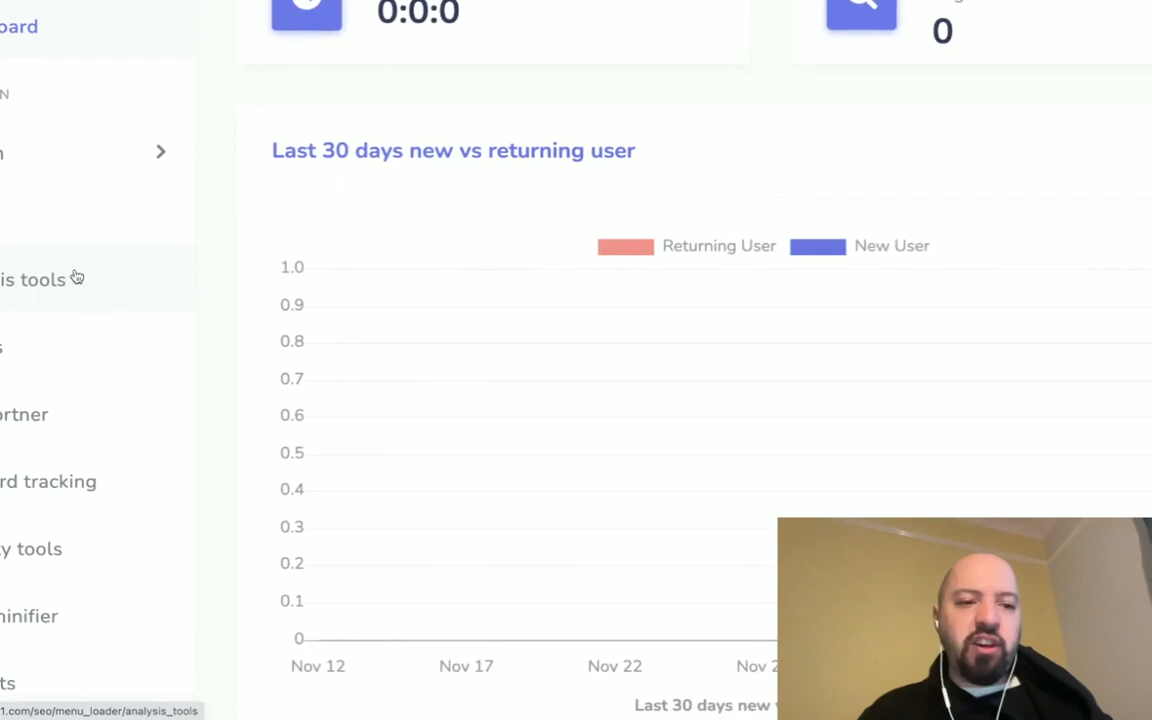 oard
0:0:0
0
N
n
Last 30 days new vs returning user
Returning User
New User
is tools
s
ortner
rd tracking
y tools
ninifier
ts
1.0
0.9
0.8
0.7
0.6
0.5
0.4
0.3
0.2
0.1
0
Nov 12
Nov 17
Nov 22
Nov 2
Last 30 days new
1.com/seo/menu_loader/analysis_tools